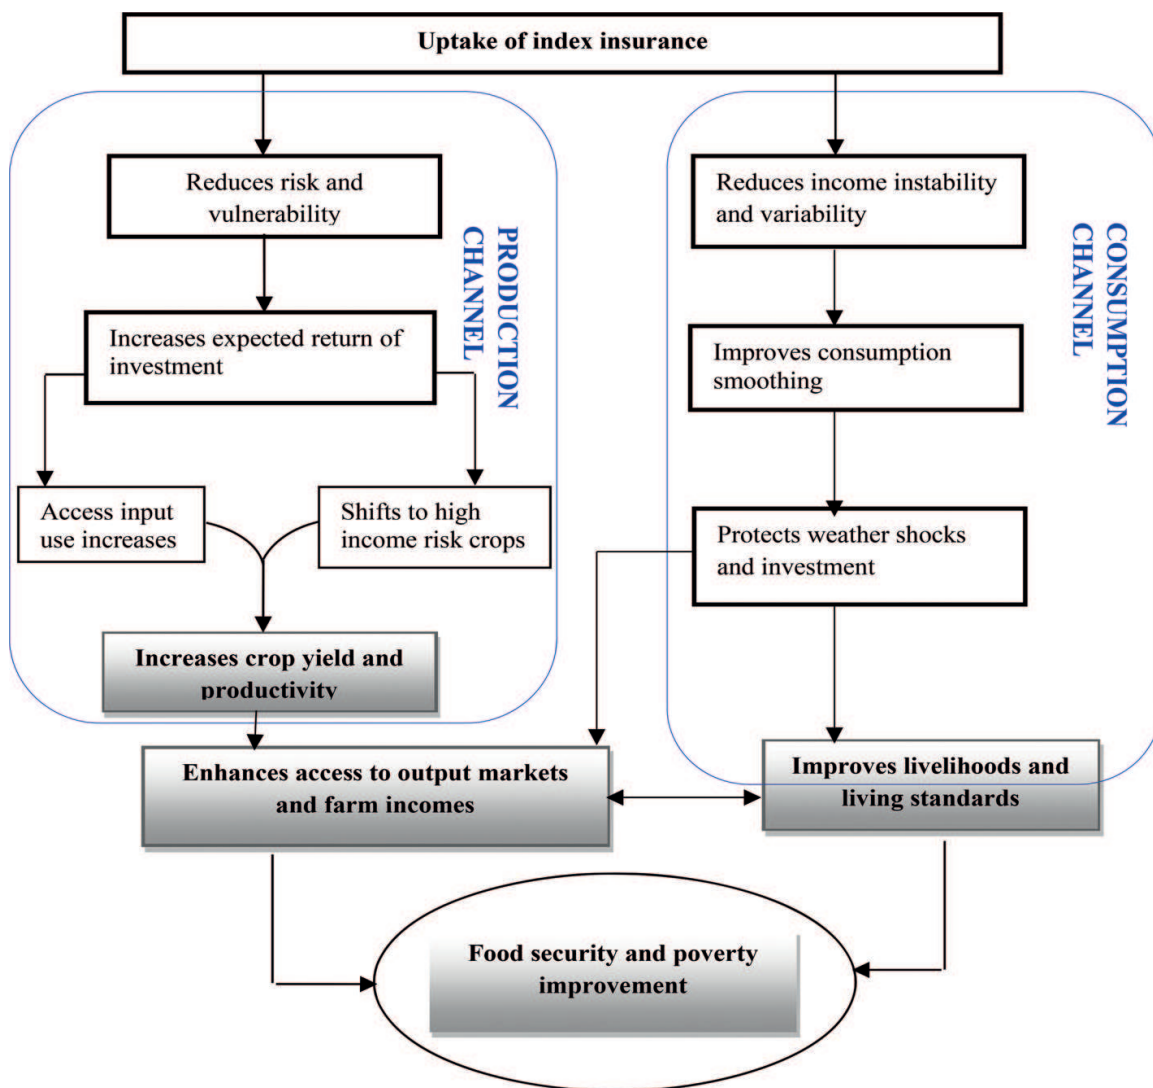 Uptake of index insurance
Reduces risk and
vulnerability
Increases expected return of
investment
Access input
use increases
Shifts to high
income risk crops
Increases crop yield and
productivity
PRODUCTION
CHANNEL
Reduces income instability
and variability
Improves consumption
smoothing
Protects weather shocks
and investment
CONSUMPTION
CHANNEL
Enhances access to output markets
and farm incomes
Improves livelihoods and
living standards
Food security and poverty
improvement